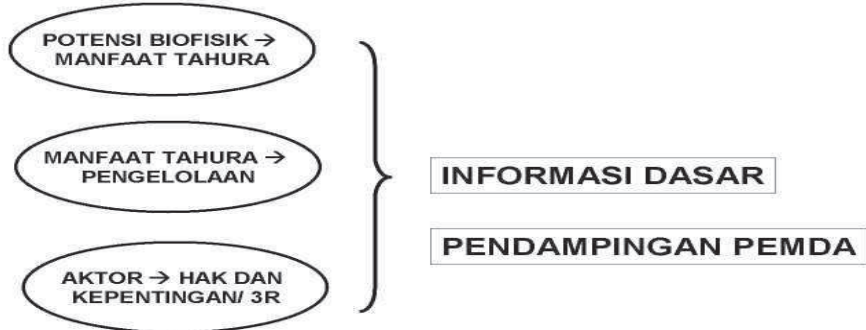 POTENSI BIOFISIK →
MANFAAT TAHURA
MANFAAT TAHURA →
PENGELOLAAN
AKTOR → HAK DAN
KEPENTINGAN/ 3R
INFORMASI DASAR
PENDAMPINGAN PEMDA